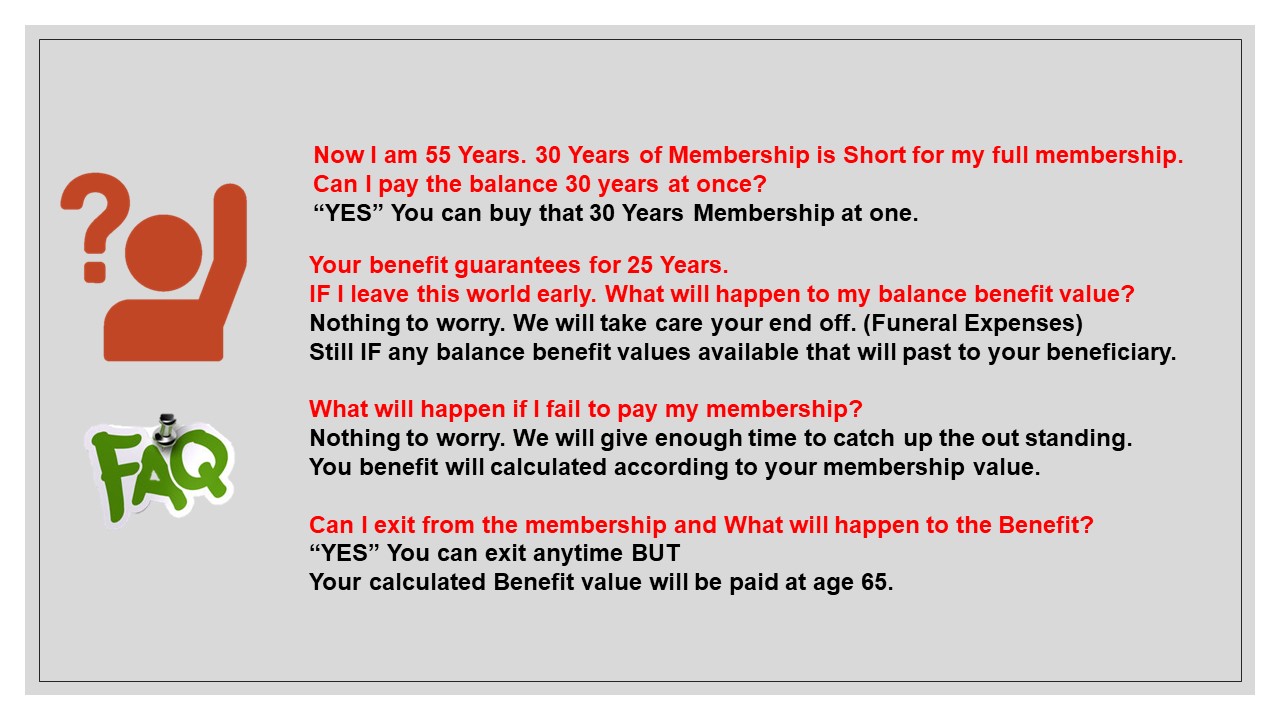 Now I am 55 Years. 30 Years of Membership is Short for my full membership.
Can I pay the balance 30 years at once?
“YES” You can buy that 30 Years Membership at one.
Your benefit guarantees for 25 Years.
IF I leave this world early. What will happen to my balance benefit value?
Nothing to worry. We will take care your end off. (Funeral Expenses)
Still IF any balance benefit values available that will past to your beneficiary.
What will happen if I fail to pay my membership?
Nothing to worry. We will give enough time to catch up the out standing.
You benefit will calculated according to your membership value.
Can I exit from the membership and What will happen to the Benefit?
“YES” You can exit anytime BUT
Your calculated Benefit value will be paid at age 65.
?
FAQ